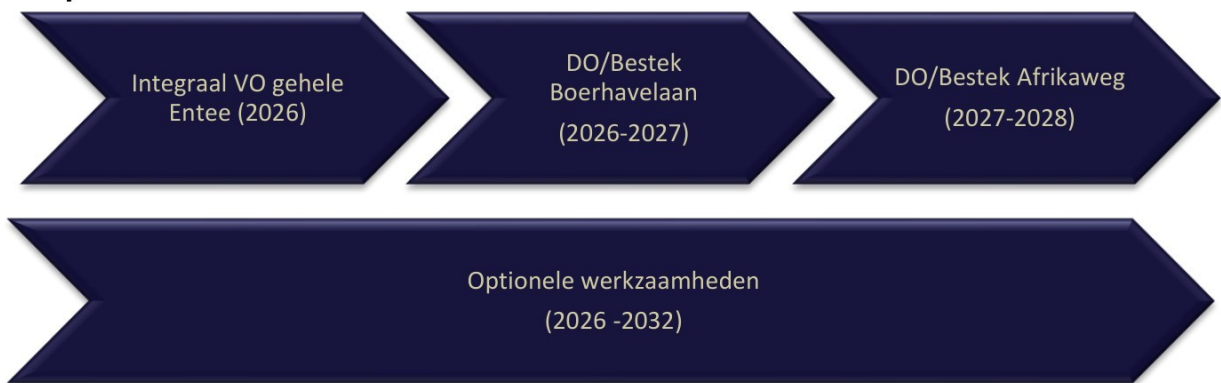 Integraal VO gehele
Entee (2026)
DO/Bestek
Boerhavelaan
(2026-2027)
DO/Bestek Afrikaweg
(2027-2028)
Optionele werkzaamheden
(2026 -2032)